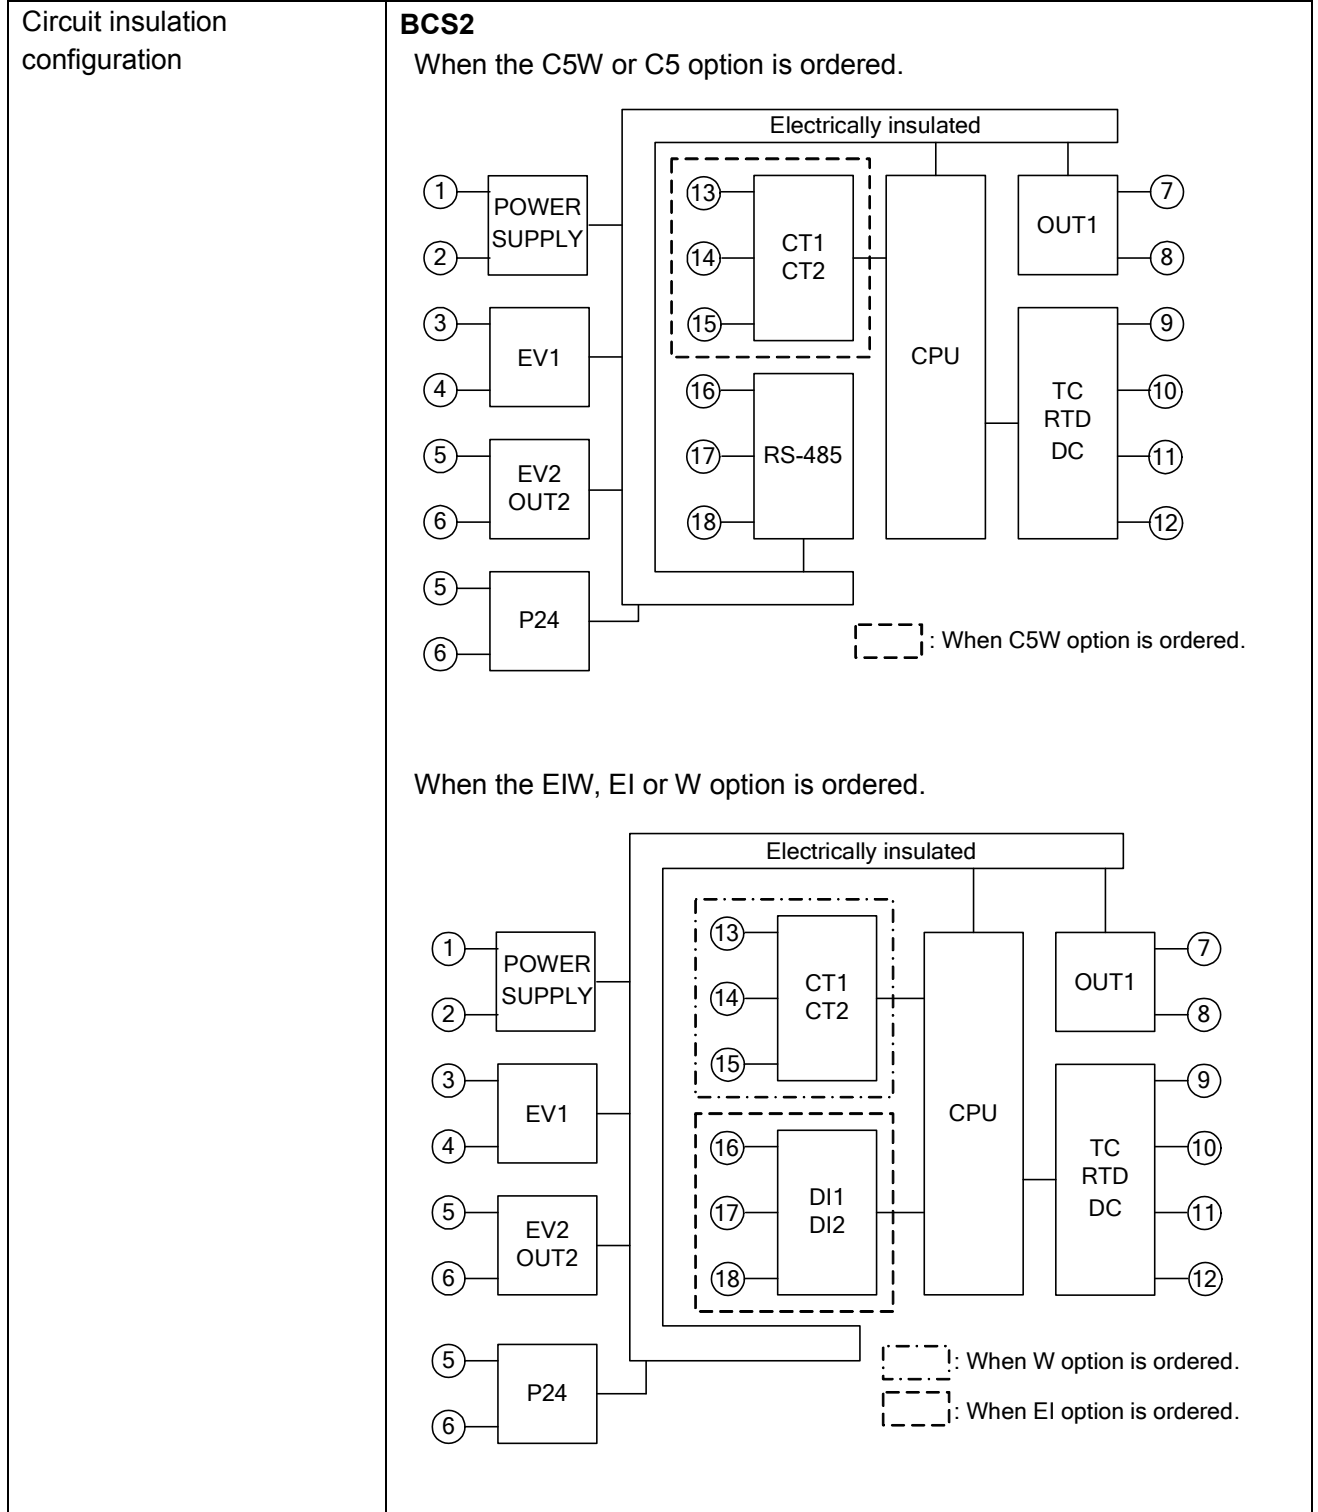 Circuit insulation
configuration
BCS2
When the C5W or C5 option is ordered.
Electrically insulated
1
2
POWER
SUPPLY
3
4
EV1
5
6
EV2
OUT2
5
6
P24
13
14
15
CT1
CT2
16
17
18
RS-485
CPU
OUT1
7
8
TC
RTD
DC
9
10
11
12
: When C5W option is ordered.
When the EIW, EI or W option is ordered.
Electrically insulated
1
2
POWER
SUPPLY
3
4
EV1
5
6
EV2
OUT2
5
6
P24
13
14
15
CT1
CT2
16
17
18
DI1
DI2
CPU
OUT1
7
8
TC
RTD
DC
9
10
11
12
: When W option is ordered.
: When EI option is ordered.